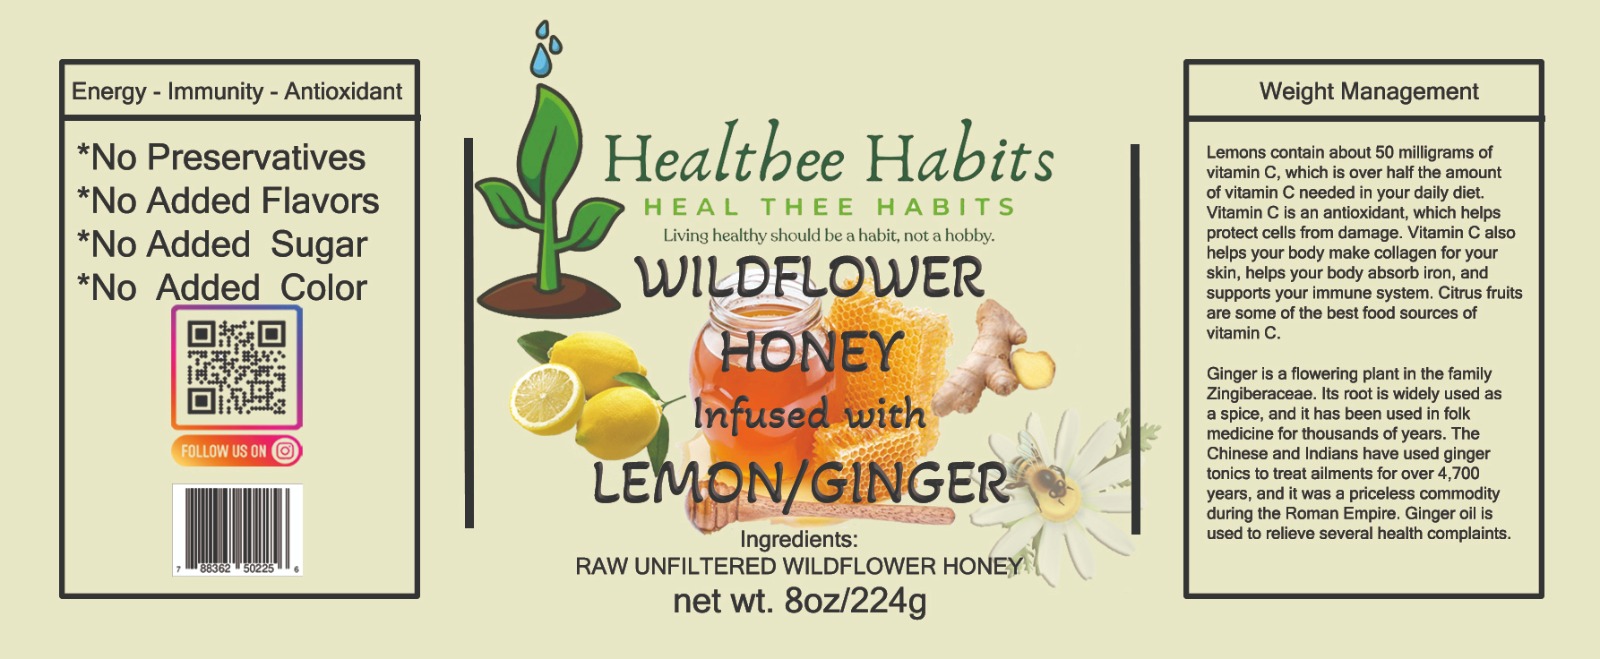 Energy - Immunity - Antioxidant
*No Preservatives
*No Added Flavors
*No Added Sugar
*No Added Color
FOLLOW US ON
7 88362 50225 6
Healthee Habits
HEAL THEE HABITS
Living healthy should be a habit, not a hobby.
WILDFLOWER
HONEY
Infused with
LEMON/GINGER
Ingredients:
RAW UNFILTERED WILDFLOWER HONEY
net wt. 8oz/224g
Weight Management
Lemons contain about 50 milligrams of
vitamin C, which is over half the amount
of vitamin C needed in your daily diet.
Vitamin C is an antioxidant, which helps
protect cells from damage. Vitamin C also
helps your body make collagen for your
skin, helps your body absorb iron, and
supports your immune system. Citrus fruits
are some of the best food sources of
vitamin C.
Ginger is a flowering plant in the family
Zingiberaceae. Its root is widely used as
a spice, and it has been used in folk
medicine for thousands of years. The
Chinese and Indians have used ginger
tonics to treat ailments for over 4,700
years, and it was a priceless commodity
during the Roman Empire. Ginger oil is
used to relieve several health complaints.